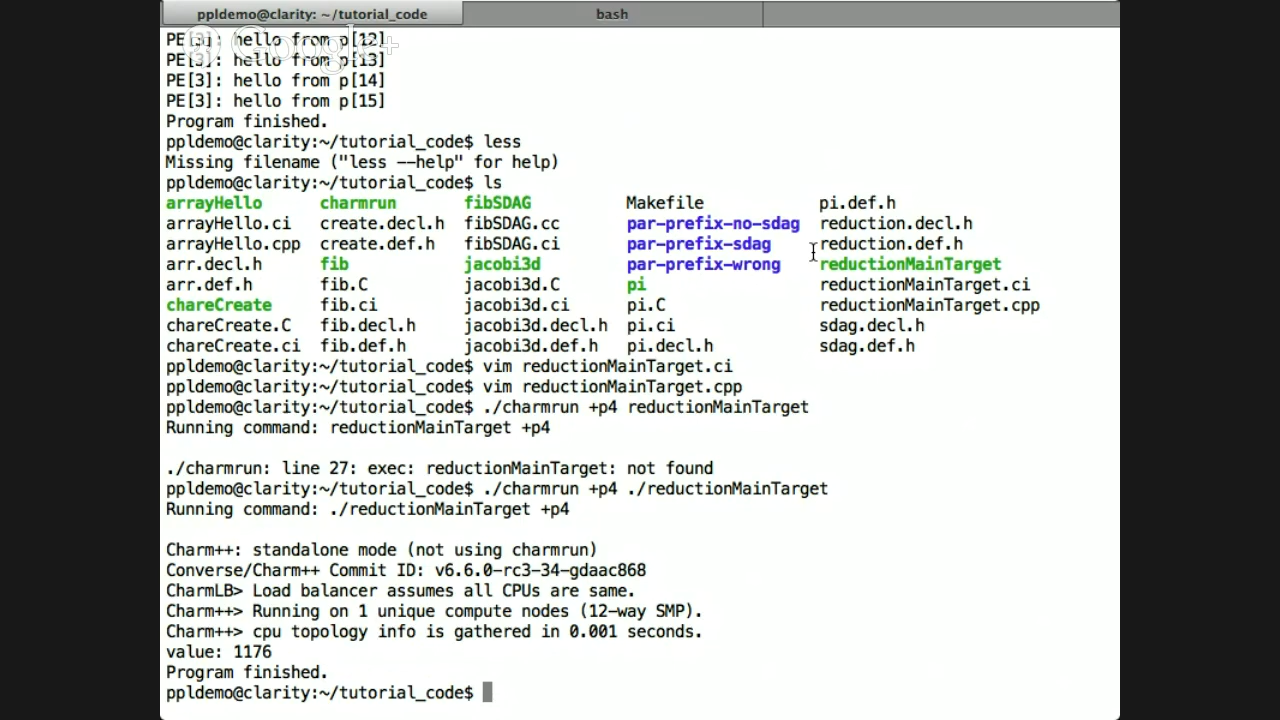 ppldemo@clarity: ~/tutorial_code bash
PE[3]: hello from p[12]
Google+
PE[3]: hello from p[13]
PE[3]: hello from p[14]
PE[3]: hello from p[15]
Program finished.
ppldemo@clarity:~/tutorial_code$ less
Missing filename ("less --help" for help)
ppldemo@clarity:~/tutorial_code$ ls
arrayHello charmrun fibSDAG Makefile pi.def.h
arrayHello.ci create.decl.h fibSDAG.cc par-prefix-no-sdag reduction.decl.h
arrayHello.cpp create.def.h fibSDAG.ci par-prefix-sdag reduction.def.h
arr.decl.h fib jacobi3d par-prefix-wrong reductionMainTarget
arr.def.h fib.C jacobi3d.C pi reductionMainTarget.ci
chareCreate fib.ci jacobi3d.ci pi.C reductionMainTarget.cpp
chareCreate.C fib.decl.h jacobi3d.decl.h pi.ci sdag.decl.h
chareCreate.ci fib.def.h jacobi3d.def.h pi.decl.h sdag.def.h
ppldemo@clarity:~/tutorial_code$ vim reductionMainTarget.ci
ppldemo@clarity:~/tutorial_code$ vim reductionMainTarget.cpp
ppldemo@clarity:~/tutorial_code$ ./charmrun +p4 reductionMainTarget
Running command: reductionMainTarget +p4
./charmrun: line 27: exec: reductionMainTarget: not found
ppldemo@clarity:~/tutorial_code$ ./charmrun +p4 ./reductionMainTarget
Running command: ./reductionMainTarget +p4
Charm++: standalone mode (not using charmrun)
Converse/Charm++ Commit ID: v6.6.0-rc3-34-gdaac868
CharmLB> Load balancer assumes all CPUs are same.
Charm++> Running on 1 unique compute nodes (12-way SMP).
Charm++> cpu topology info is gathered in 0.001 seconds.
value: 1176
Program finished.
ppldemo@clarity:~/tutorial_code$